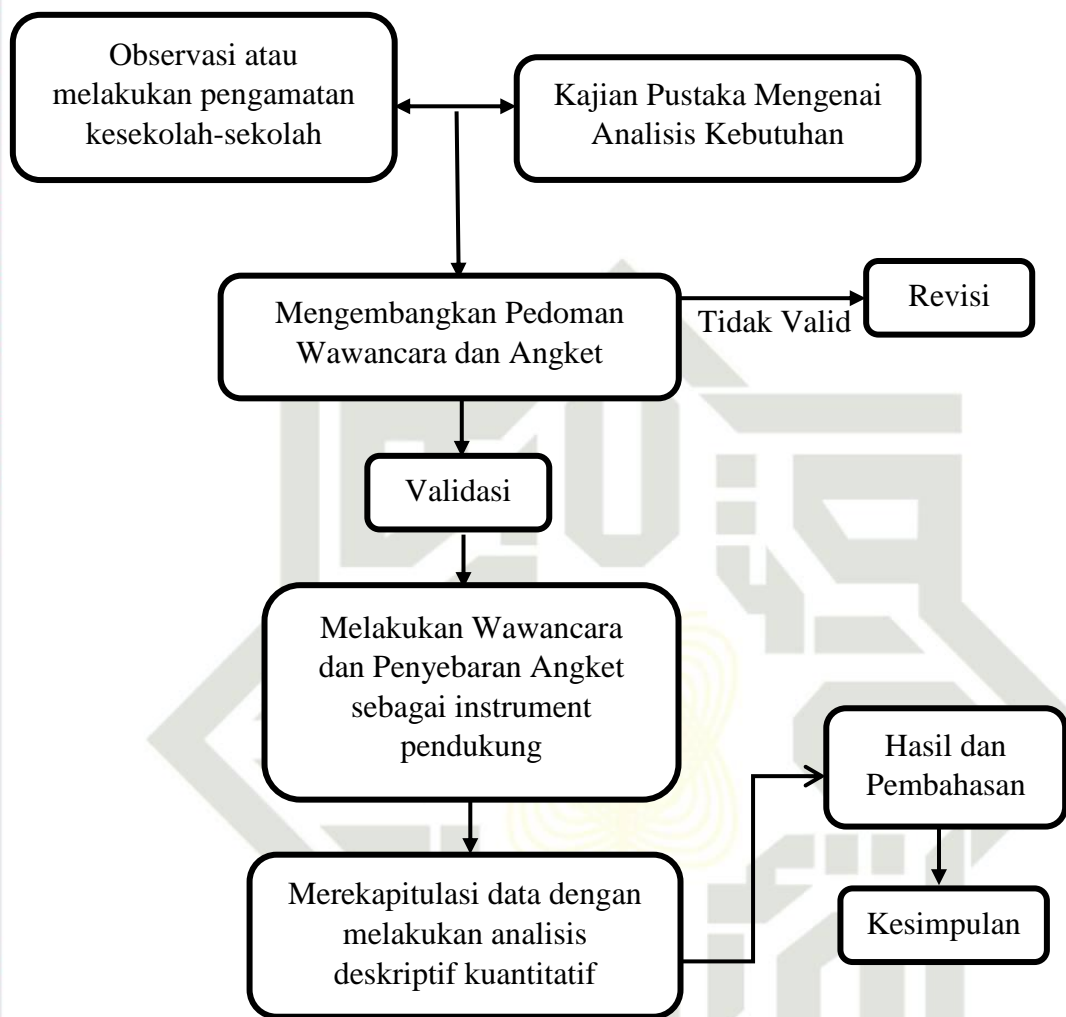 Observasi atau
melakukan pengamatan
kesekolah-sekolah
Kajian Pustaka Mengenai
Analisis Kebutuhan
Mengembangkan Pedoman
Wawancara dan Angket
Tidak Valid
Revisi
Validasi
Melakukan Wawancara
dan Penyebaran Angket
sebagai instrument
pendukung
Merekapitulasi data dengan
melakukan analisis
deskriptif kuantitatif
Hasil dan
Pembahasan
Kesimpulan